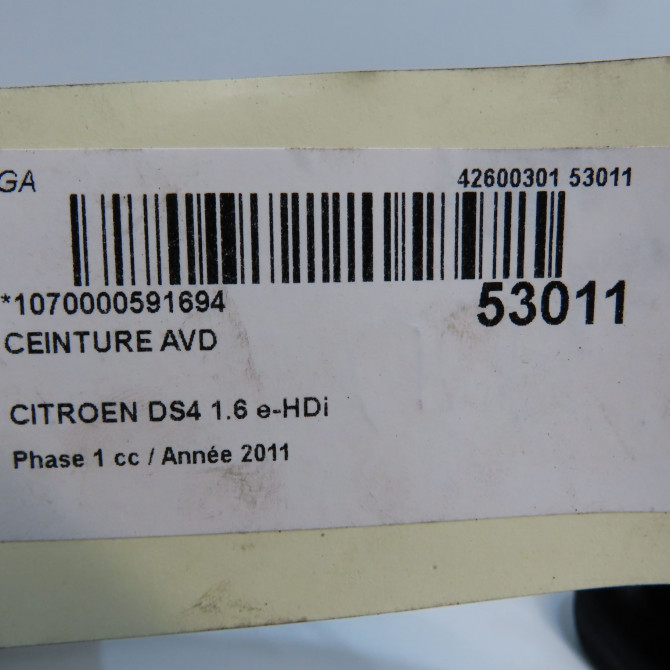 GA
42600301 53011
*1070000591694
53011
CEINTURE AVD
CITROEN DS4 1.6 e-HDi
Phase 1 cc / Année 2011